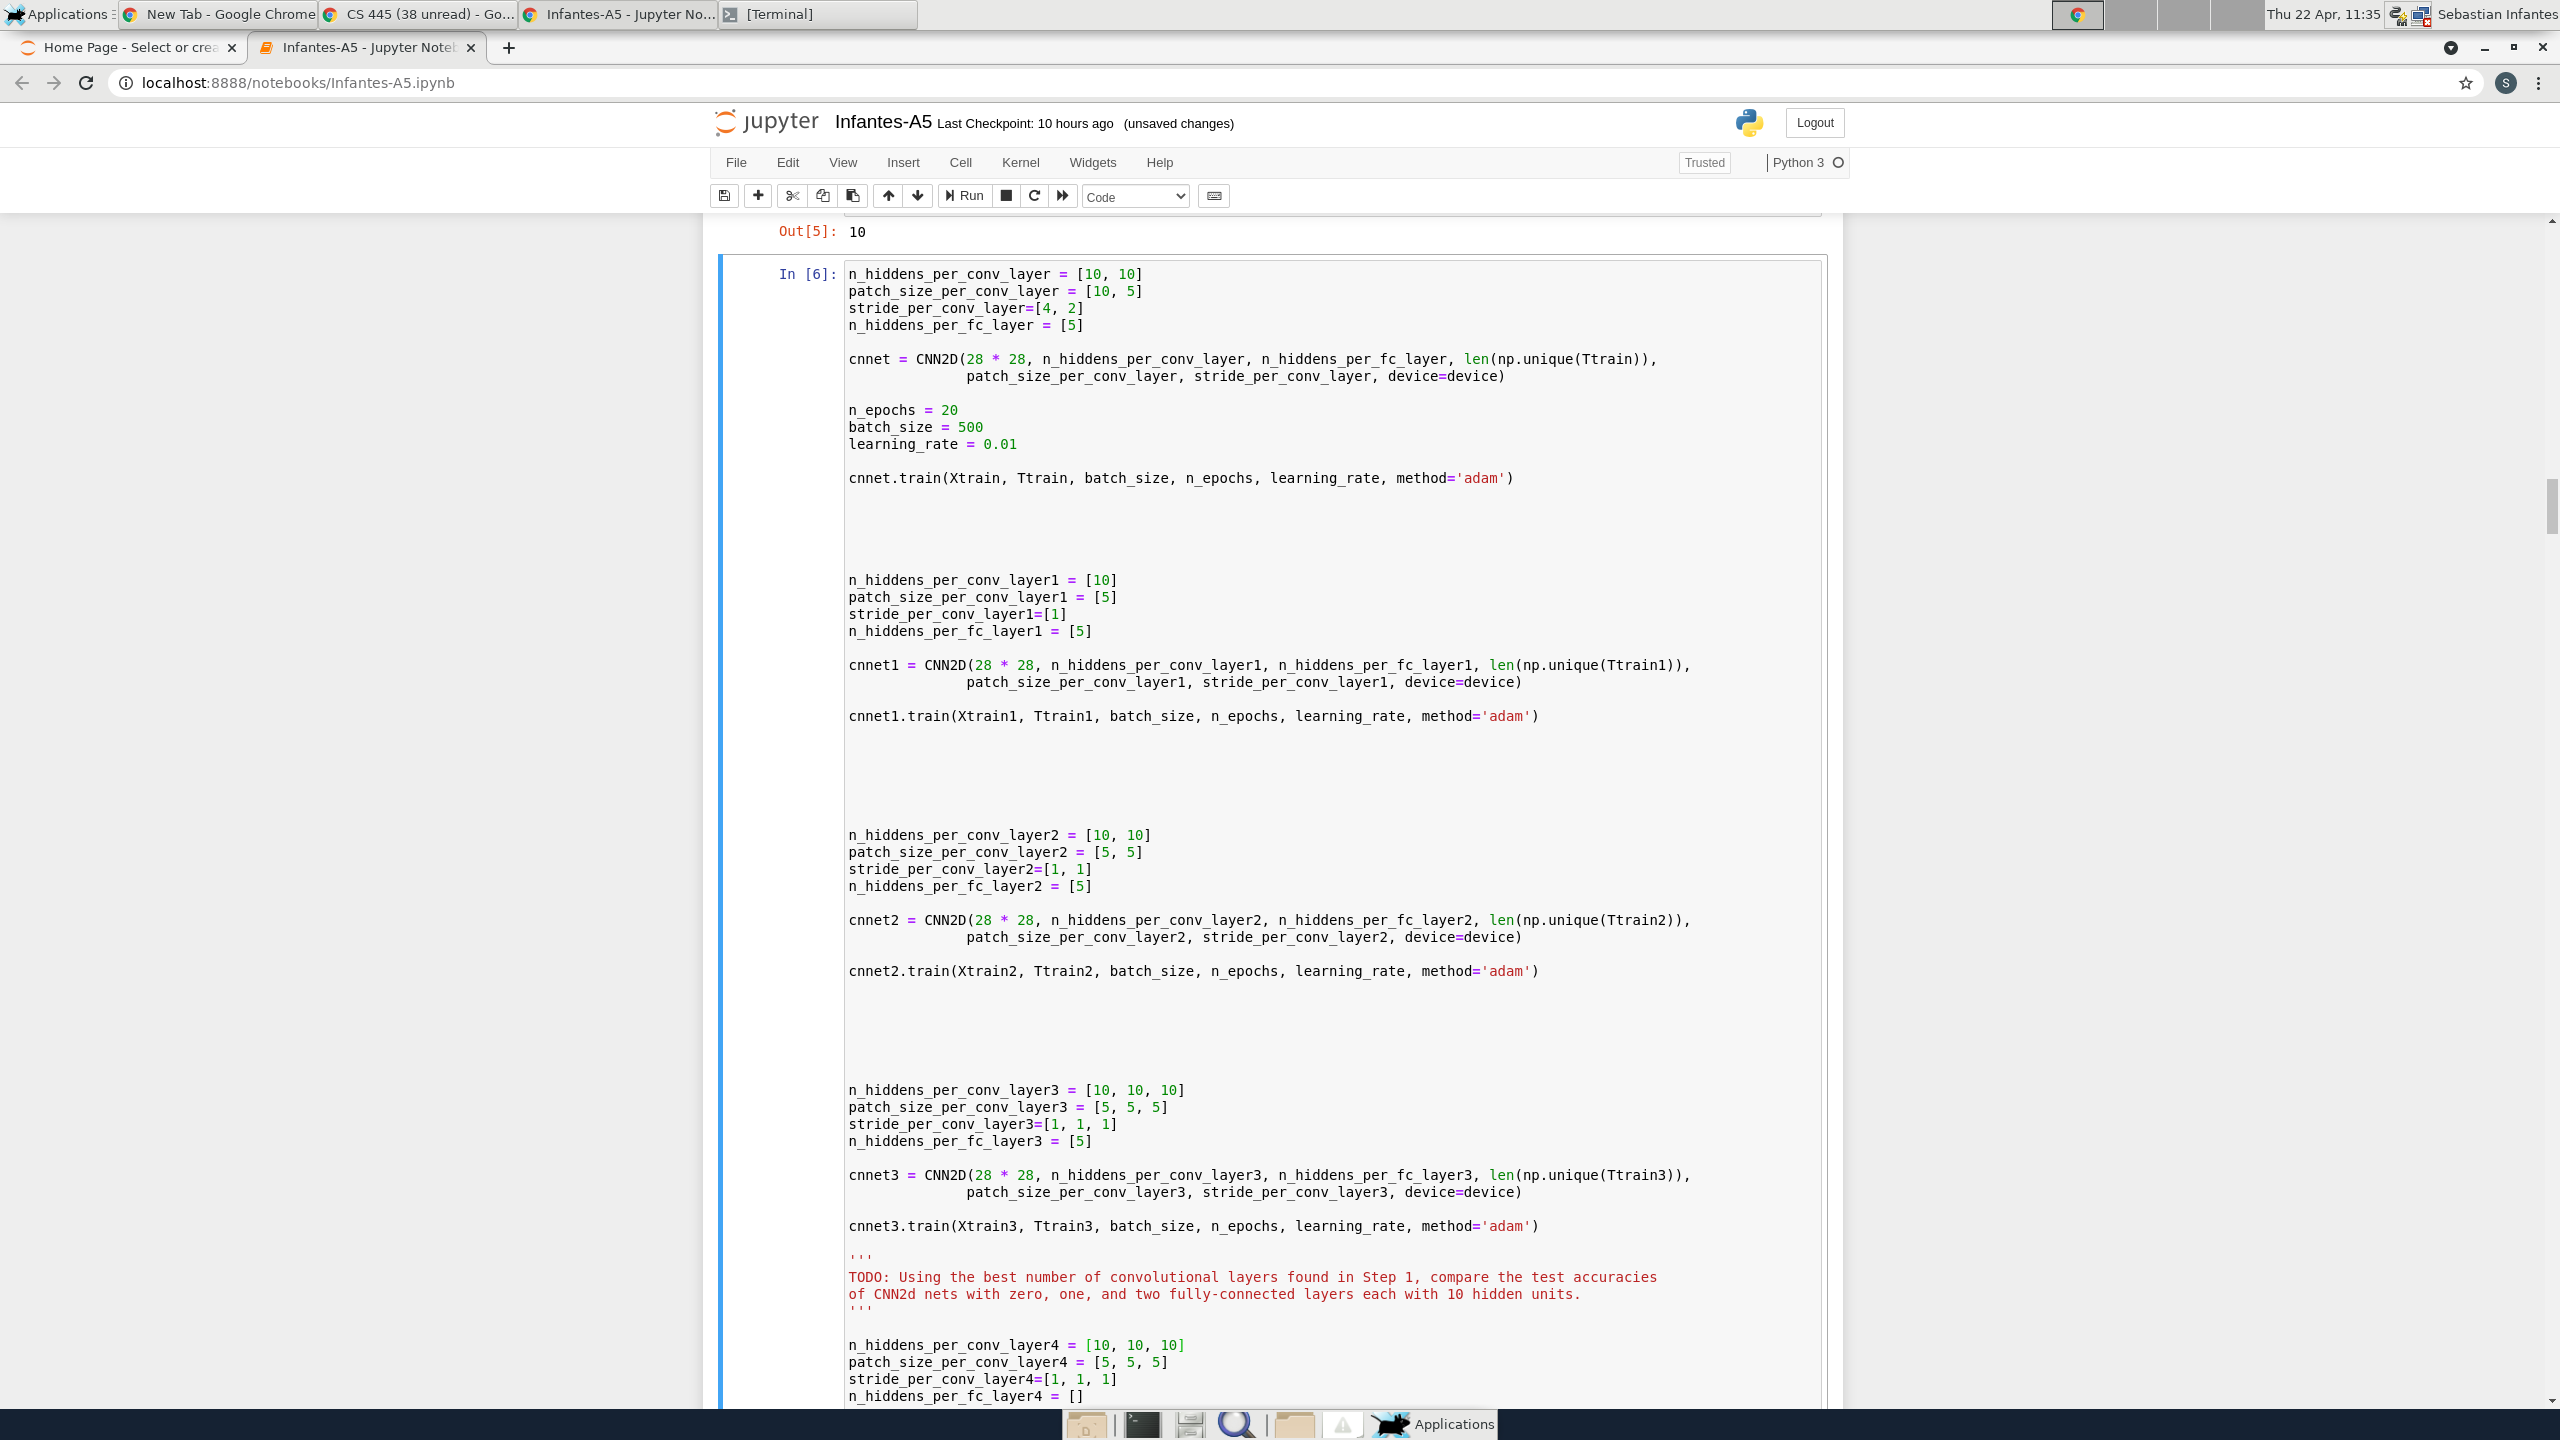 Applications
New Tab - Google Chrome
CS 445 (38 unread) - Go...
Infantes-A5 - Jupyter No...
[Terminal]
Thu 22 Apr, 11:35
Sebastian Infantes
Home Page - Select or crea
Infantes-A5 - Jupyter Noteb
localhost:8888/notebooks/Infantes-A5.ipynb
S
jupyter Infantes-A5 Last Checkpoint: 10 hours ago (unsaved changes)
Logout
File Edit View Insert Cell Kernel Widgets Help
Trusted
Python 3
Run
Code
Out[5]: 10
In [6]: n_hiddens_per_conv_layer = [10, 10]
patch_size_per_conv_layer = [10, 5]
stride_per_conv_layer=[4, 2]
n_hiddens_per_fc_layer = [5]
cnnet = CNN2D(28 * 28, n_hiddens_per_conv_layer, n_hiddens_per_fc_layer, len(np.unique(Ttrain)),
patch_size_per_conv_layer, stride_per_conv_layer, device=device)
n_epochs = 20
batch_size = 500
learning_rate = 0.01
cnnet.train(Xtrain, Ttrain, batch_size, n_epochs, learning_rate, method='adam')
n_hiddens_per_conv_layer1 = [10]
patch_size_per_conv_layer1 = [5]
stride_per_conv_layer1=[1]
n_hiddens_per_fc_layer1 = [5]
cnnet1 = CNN2D(28 * 28, n_hiddens_per_conv_layer1, n_hiddens_per_fc_layer1, len(np.unique(Ttrain1)),
patch_size_per_conv_layer1, stride_per_conv_layer1, device=device)
cnnet1.train(Xtrain1, Ttrain1, batch_size, n_epochs, learning_rate, method='adam')
n_hiddens_per_conv_layer2 = [10, 10]
patch_size_per_conv_layer2 = [5, 5]
stride_per_conv_layer2=[1, 1]
n_hiddens_per_fc_layer2 = [5]
cnnet2 = CNN2D(28 * 28, n_hiddens_per_conv_layer2, n_hiddens_per_fc_layer2, len(np.unique(Ttrain2)),
patch_size_per_conv_layer2, stride_per_conv_layer2, device=device)
cnnet2.train(Xtrain2, Ttrain2, batch_size, n_epochs, learning_rate, method='adam')
n_hiddens_per_conv_layer3 = [10, 10, 10]
patch_size_per_conv_layer3 = [5, 5, 5]
stride_per_conv_layer3=[1, 1, 1]
n_hiddens_per_fc_layer3 = [5]
cnnet3 = CNN2D(28 * 28, n_hiddens_per_conv_layer3, n_hiddens_per_fc_layer3, len(np.unique(Ttrain3)),
patch_size_per_conv_layer3, stride_per_conv_layer3, device=device)
cnnet3.train(Xtrain3, Ttrain3, batch_size, n_epochs, learning_rate, method='adam')
'''
TODO: Using the best number of convolutional layers found in Step 1, compare the test accuracies
of CNN2d nets with zero, one, and two fully-connected layers each with 10 hidden units.
'''
n_hiddens_per_conv_layer4 = [10, 10, 10]
patch_size_per_conv_layer4 = [5, 5, 5]
stride_per_conv_layer4=[1, 1, 1]
n_hiddens_per_fc_layer4 = []
Applications